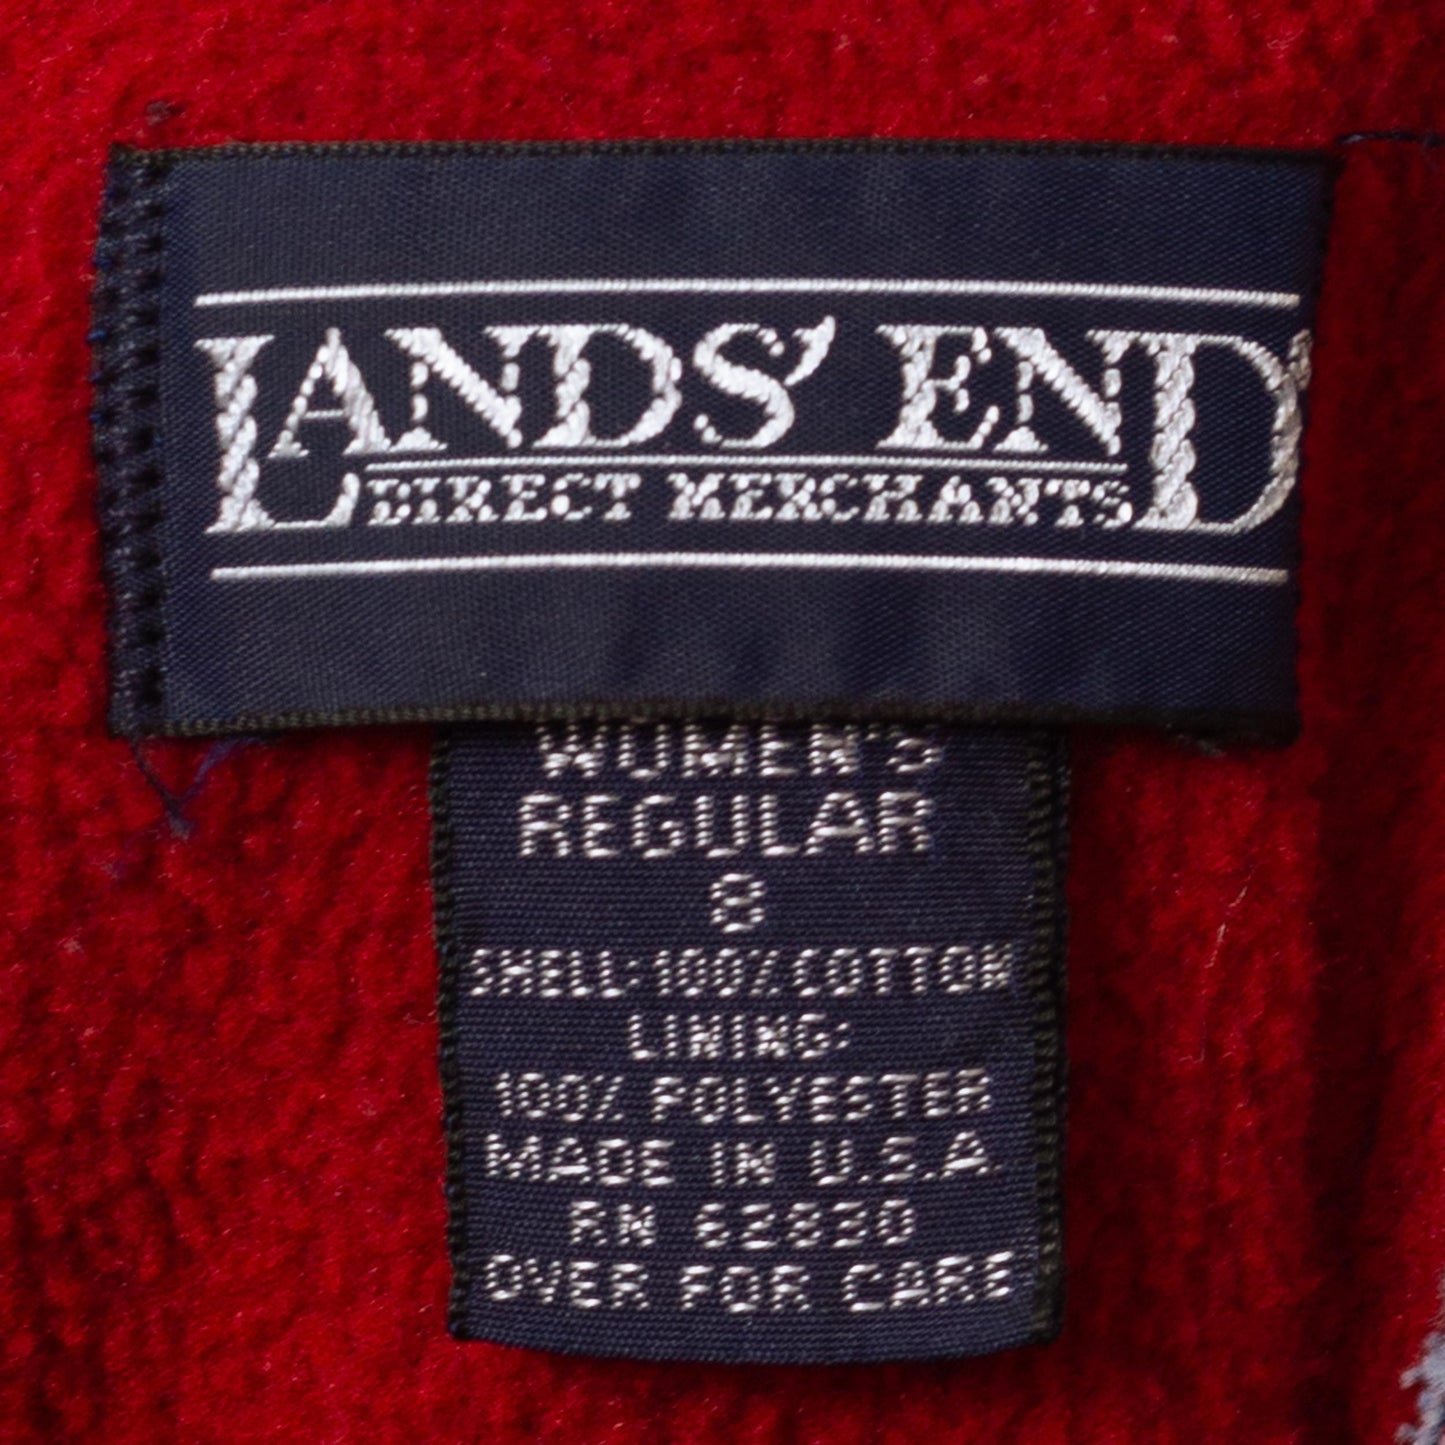 LANDS' END
DIRECT MERCHANTS
WOMEN'S
REGULAR
8
SHELL:100% COTTON
LINING:
100% POLYESTER
MADE IN U.S.A.
RN 62830
OVER FOR CARE